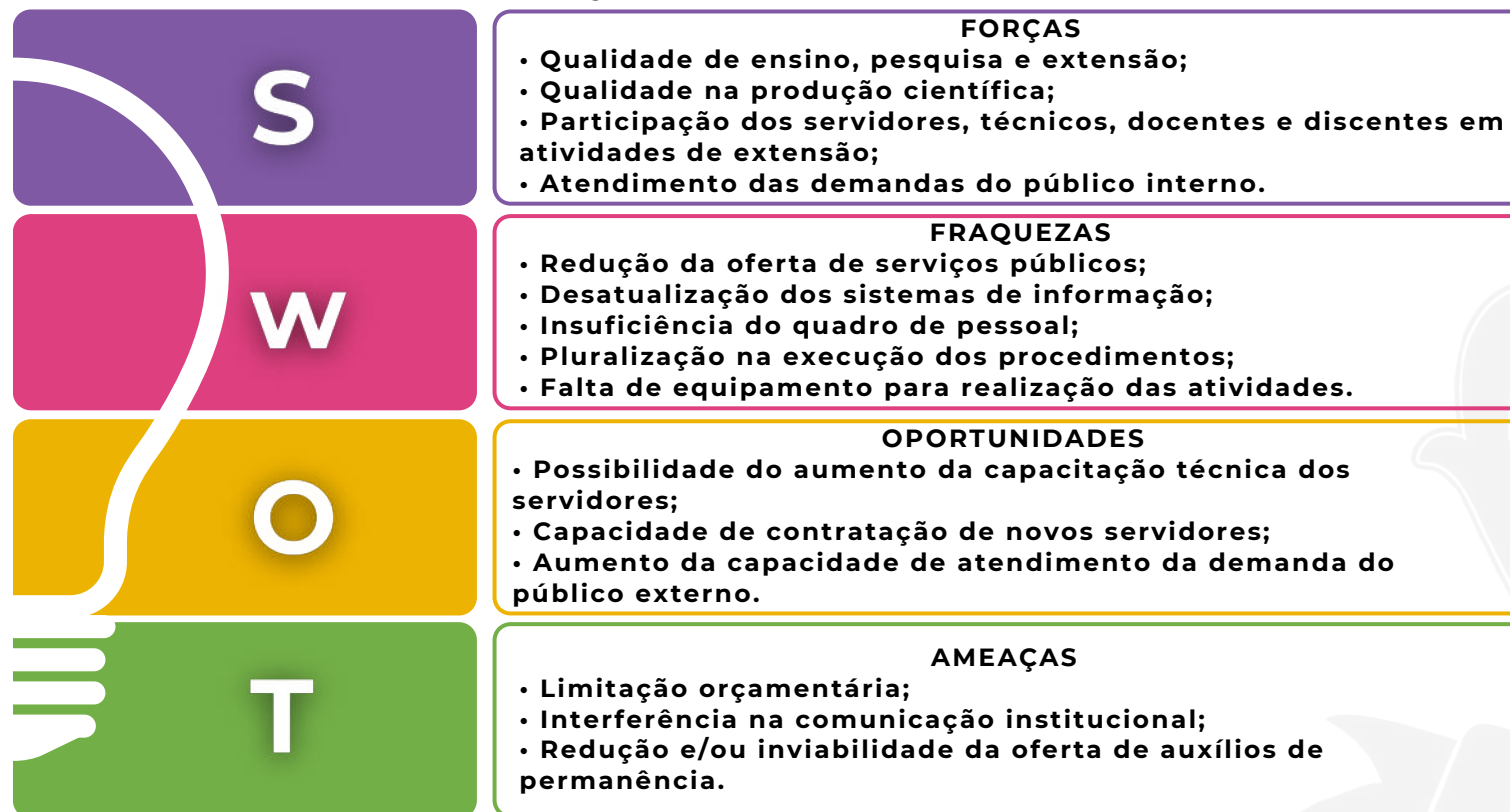 S
FORÇAS
• Qualidade de ensino, pesquisa e extensão;
• Qualidade na produção científica;
• Participação dos servidores, técnicos, docentes e discentes em
atividades de extensão;
• Atendimento das demandas do público interno.
W
FRAQUEZAS
• Redução da oferta de serviços públicos;
• Desatualização dos sistemas de informação;
• Insuficiência do quadro de pessoal;
• Pluralização na execução dos procedimentos;
• Falta de equipamento para realização das atividades.
O
OPORTUNIDADES
• Possibilidade do aumento da capacitação técnica dos
servidores;
• Capacidade de contratação de novos servidores;
• Aumento da capacidade de atendimento da demanda do
público externo.
T
AMEAÇAS
• Limitação orçamentária;
• Interferência na comunicação institucional;
• Redução e/ou inviabilidade da oferta de auxílios de
permanência.